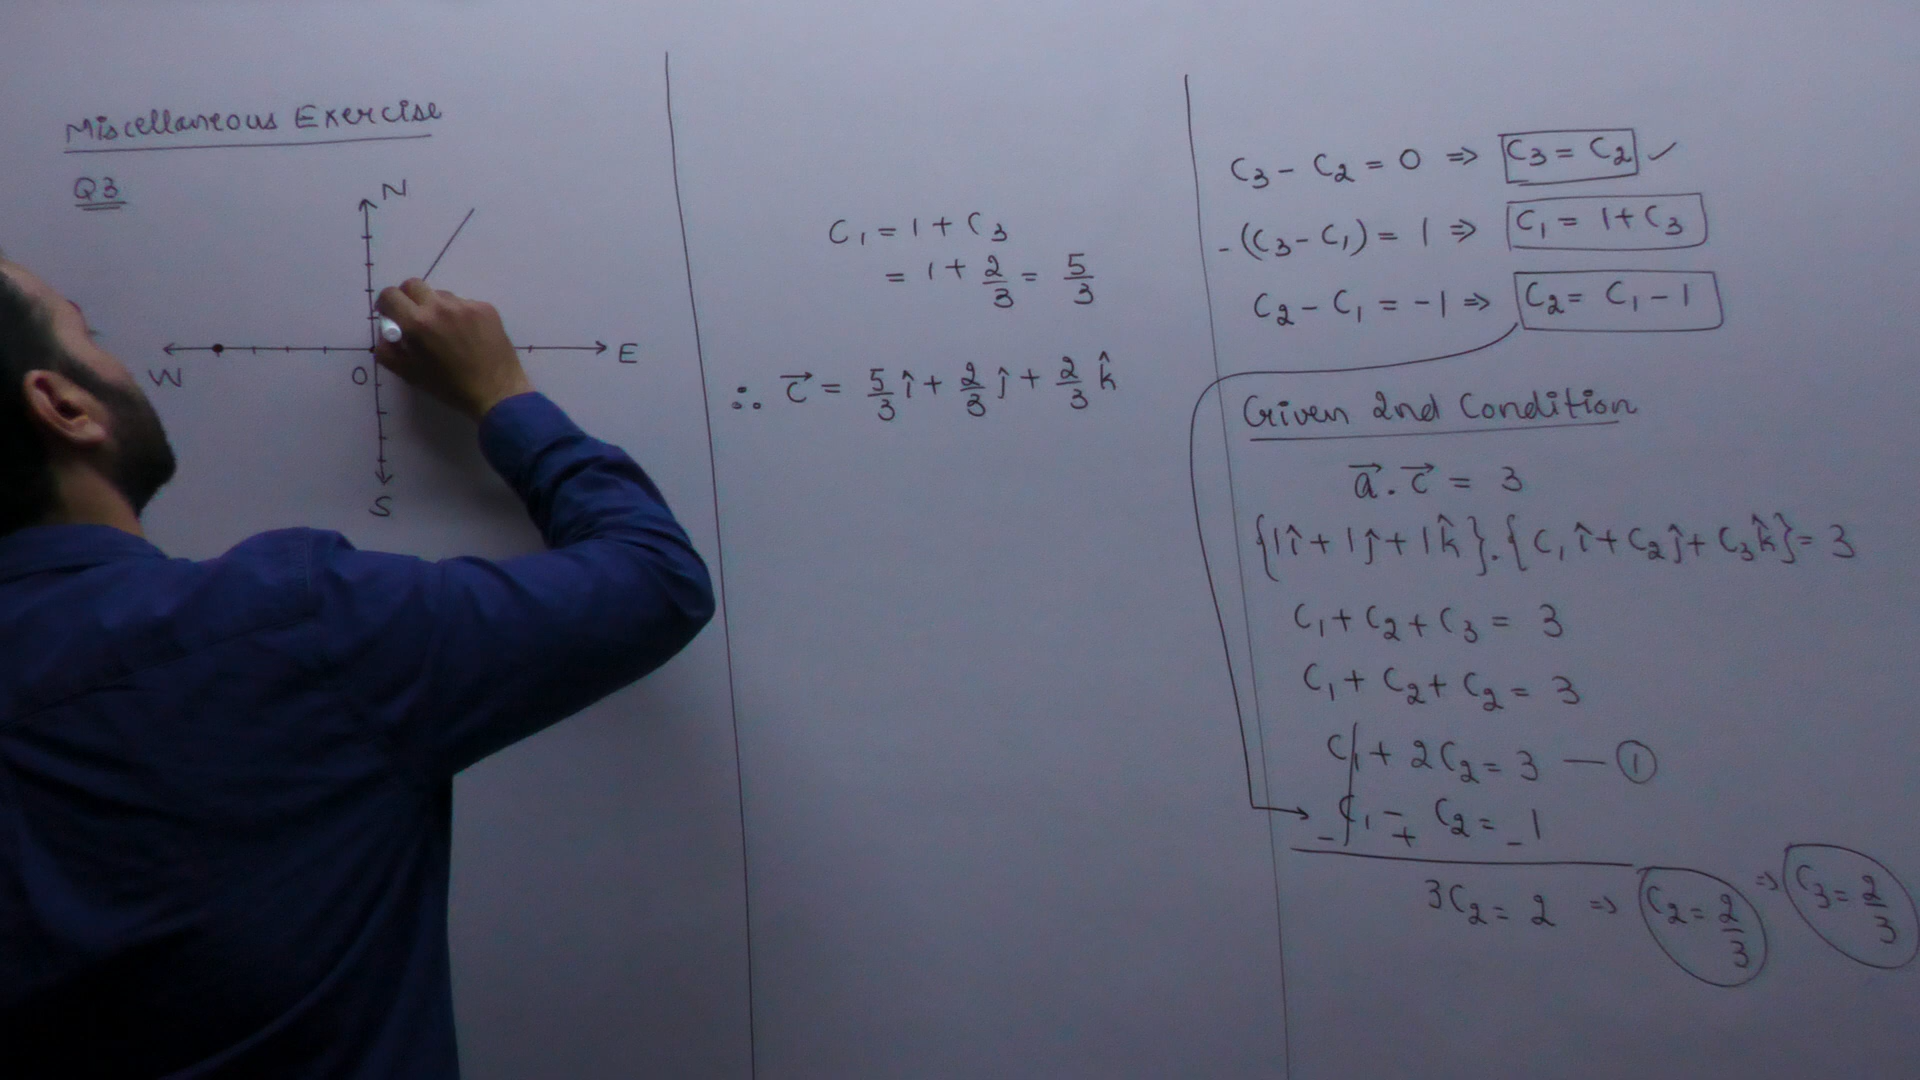 Miscellaneous Exercise
Q3
N
W
O
E
S
C₁ = 1 + C₃
= 1 + 2/3 = 5/3
∴ c⃗ = 5/3 î + 2/3 ĵ + 2/3 k̂
C₃ - C₂ = 0 ⇒ C₃ = C₂ ✓
-(C₃ - C₁) = 1 ⇒ C₁ = 1 + C₃
C₂ - C₁ = -1 ⇒ C₂ = C₁ - 1
Given 2nd Condition
a⃗ . c⃗ = 3
{1î + 1ĵ + 1k̂} . {C₁î + C₂ĵ + C₃k̂} = 3
C₁ + C₂ + C₃ = 3
C₁ + C₂ + C₂ = 3
C₁ + 2C₂ = 3 — ①
C₁ - C₂ = 1
- + -
3C₂ = 2 ⇒ C₂ = 2/3 ⇒ C₃ = 2/3